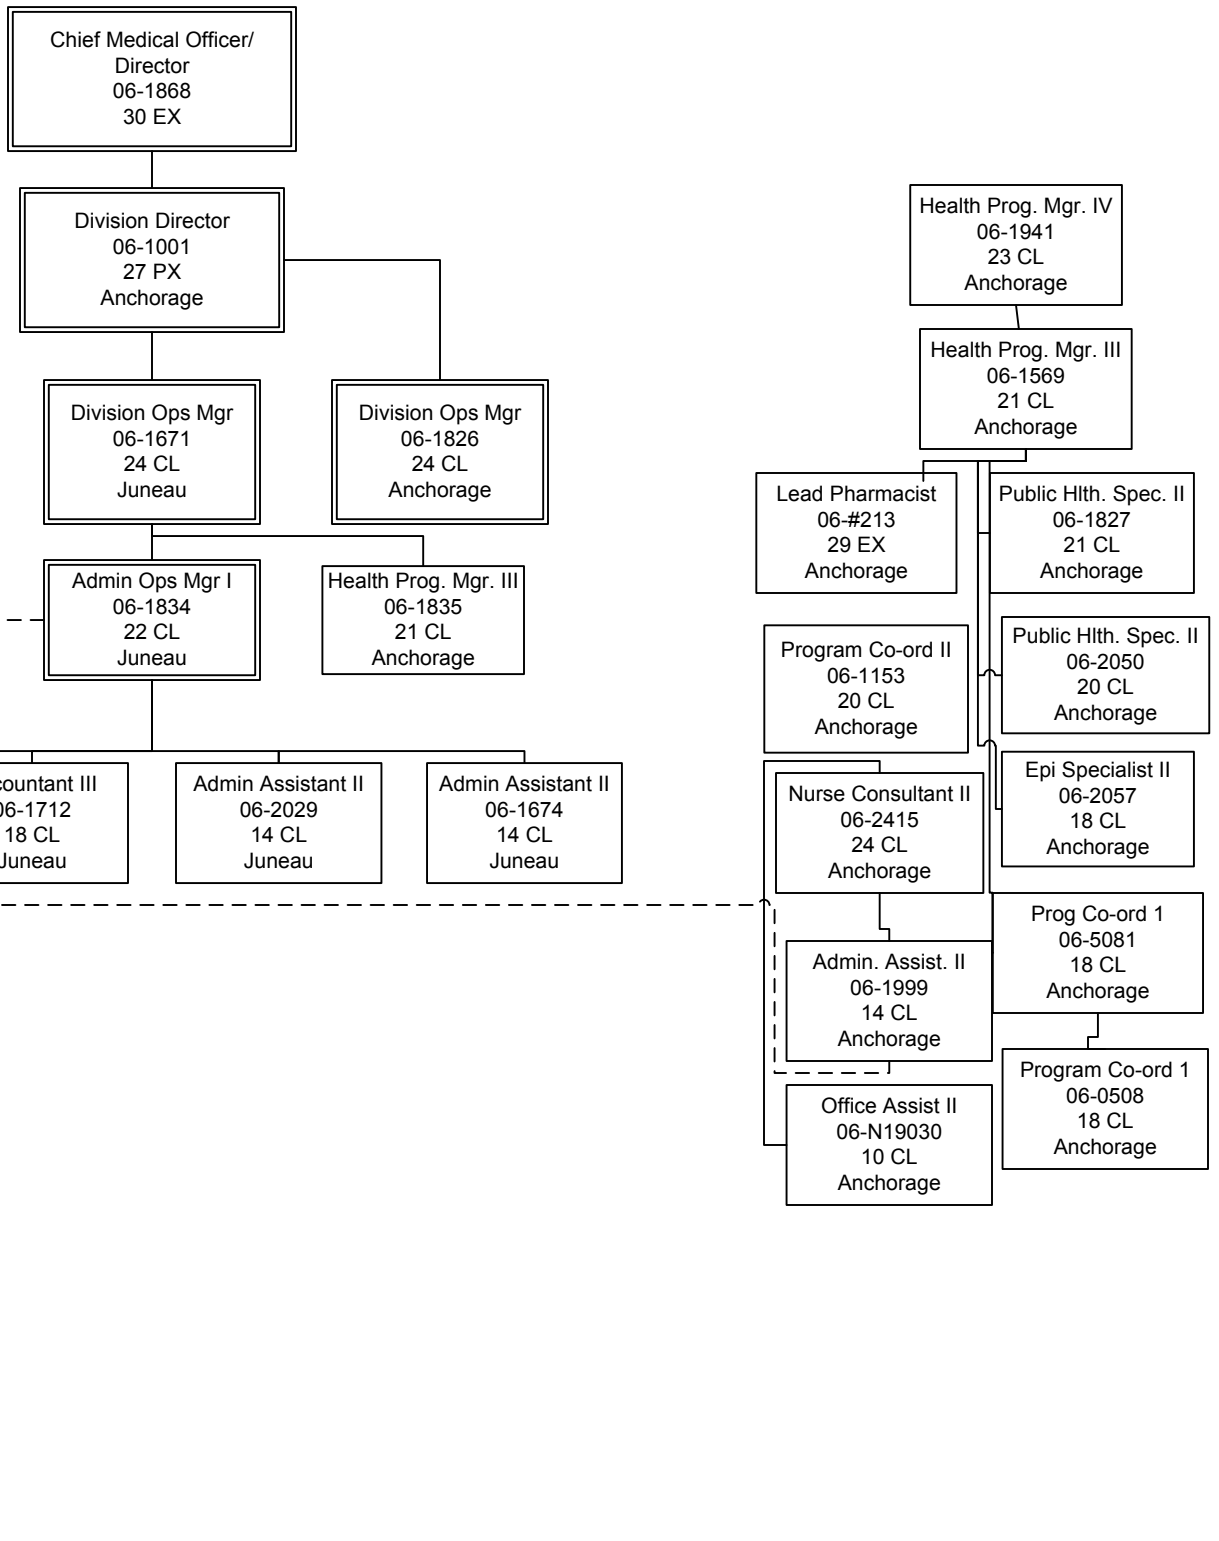 Chief Medical Officer/
Director
06-1868
30 EX
Division Director
06-1001
27 PX
Anchorage
Division Ops Mgr
06-1671
24 CL
Juneau
Division Ops Mgr
06-1826
24 CL
Anchorage
Admin Ops Mgr I
06-1834
22 CL
Juneau
Health Prog. Mgr. III
06-1835
21 CL
Anchorage
countant III
06-1712
18 CL
Juneau
Admin Assistant II
06-2029
14 CL
Juneau
Admin Assistant II
06-1674
14 CL
Juneau
Health Prog. Mgr. IV
06-1941
23 CL
Anchorage
Health Prog. Mgr. III
06-1569
21 CL
Anchorage
Lead Pharmacist
06-#213
29 EX
Anchorage
Public Hlth. Spec. II
06-1827
21 CL
Anchorage
Program Co-ord II
06-1153
20 CL
Anchorage
Public Hlth. Spec. II
06-2050
20 CL
Anchorage
Nurse Consultant II
06-2415
24 CL
Anchorage
Epi Specialist II
06-2057
18 CL
Anchorage
Admin. Assist. II
06-1999
14 CL
Anchorage
Prog Co-ord 1
06-5081
18 CL
Anchorage
Office Assist II
06-N19030
10 CL
Anchorage
Program Co-ord 1
06-0508
18 CL
Anchorage